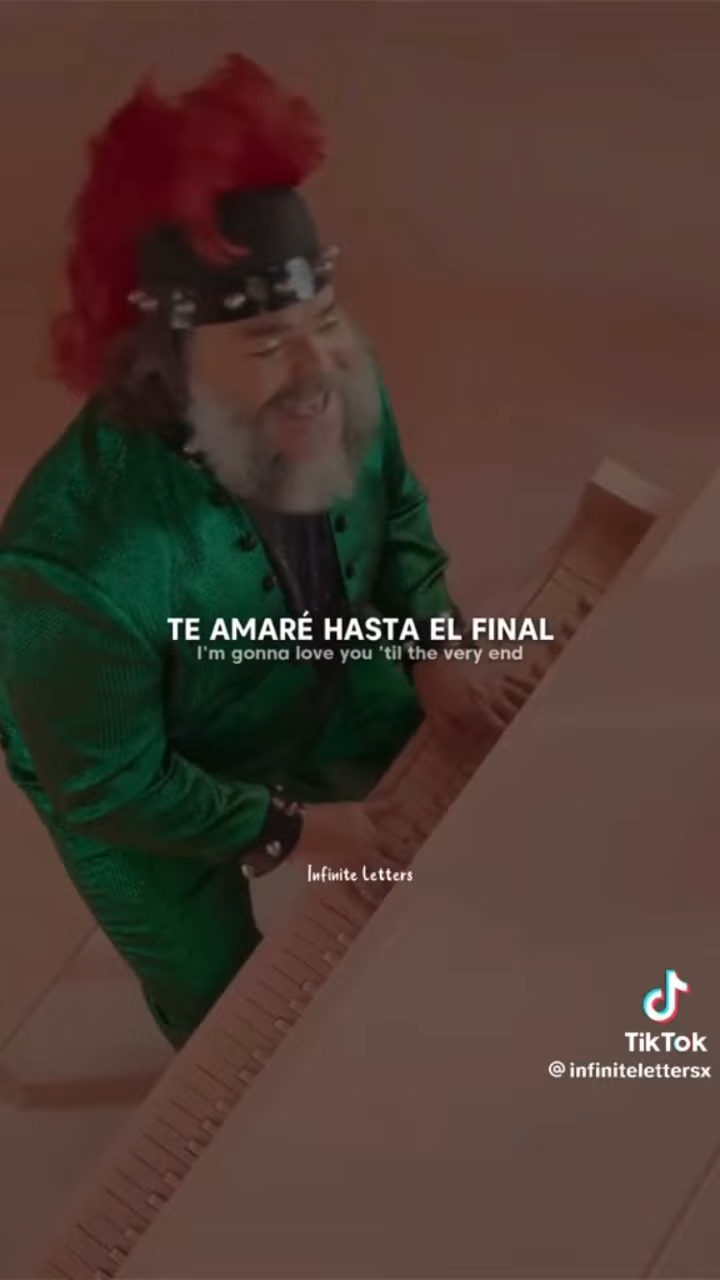 TE AMARÉ HASTA EL FINAL
I'm gonna love you 'til the very end
Infinite Letters
TikTok
@infinitelettersx